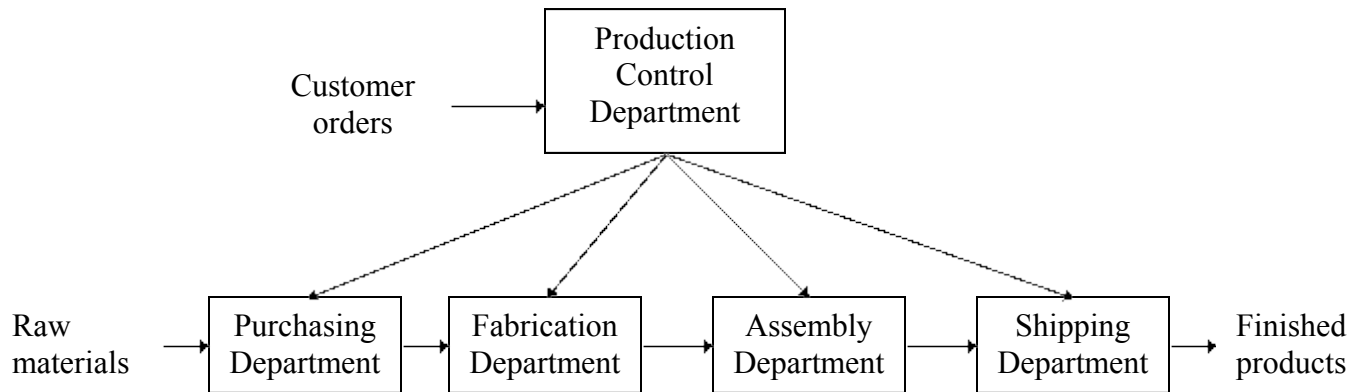 Production
Control
Department
Customer
orders
Raw
materials
Purchasing
Department
Fabrication
Department
Assembly
Department
Shipping
Department
Finished
products